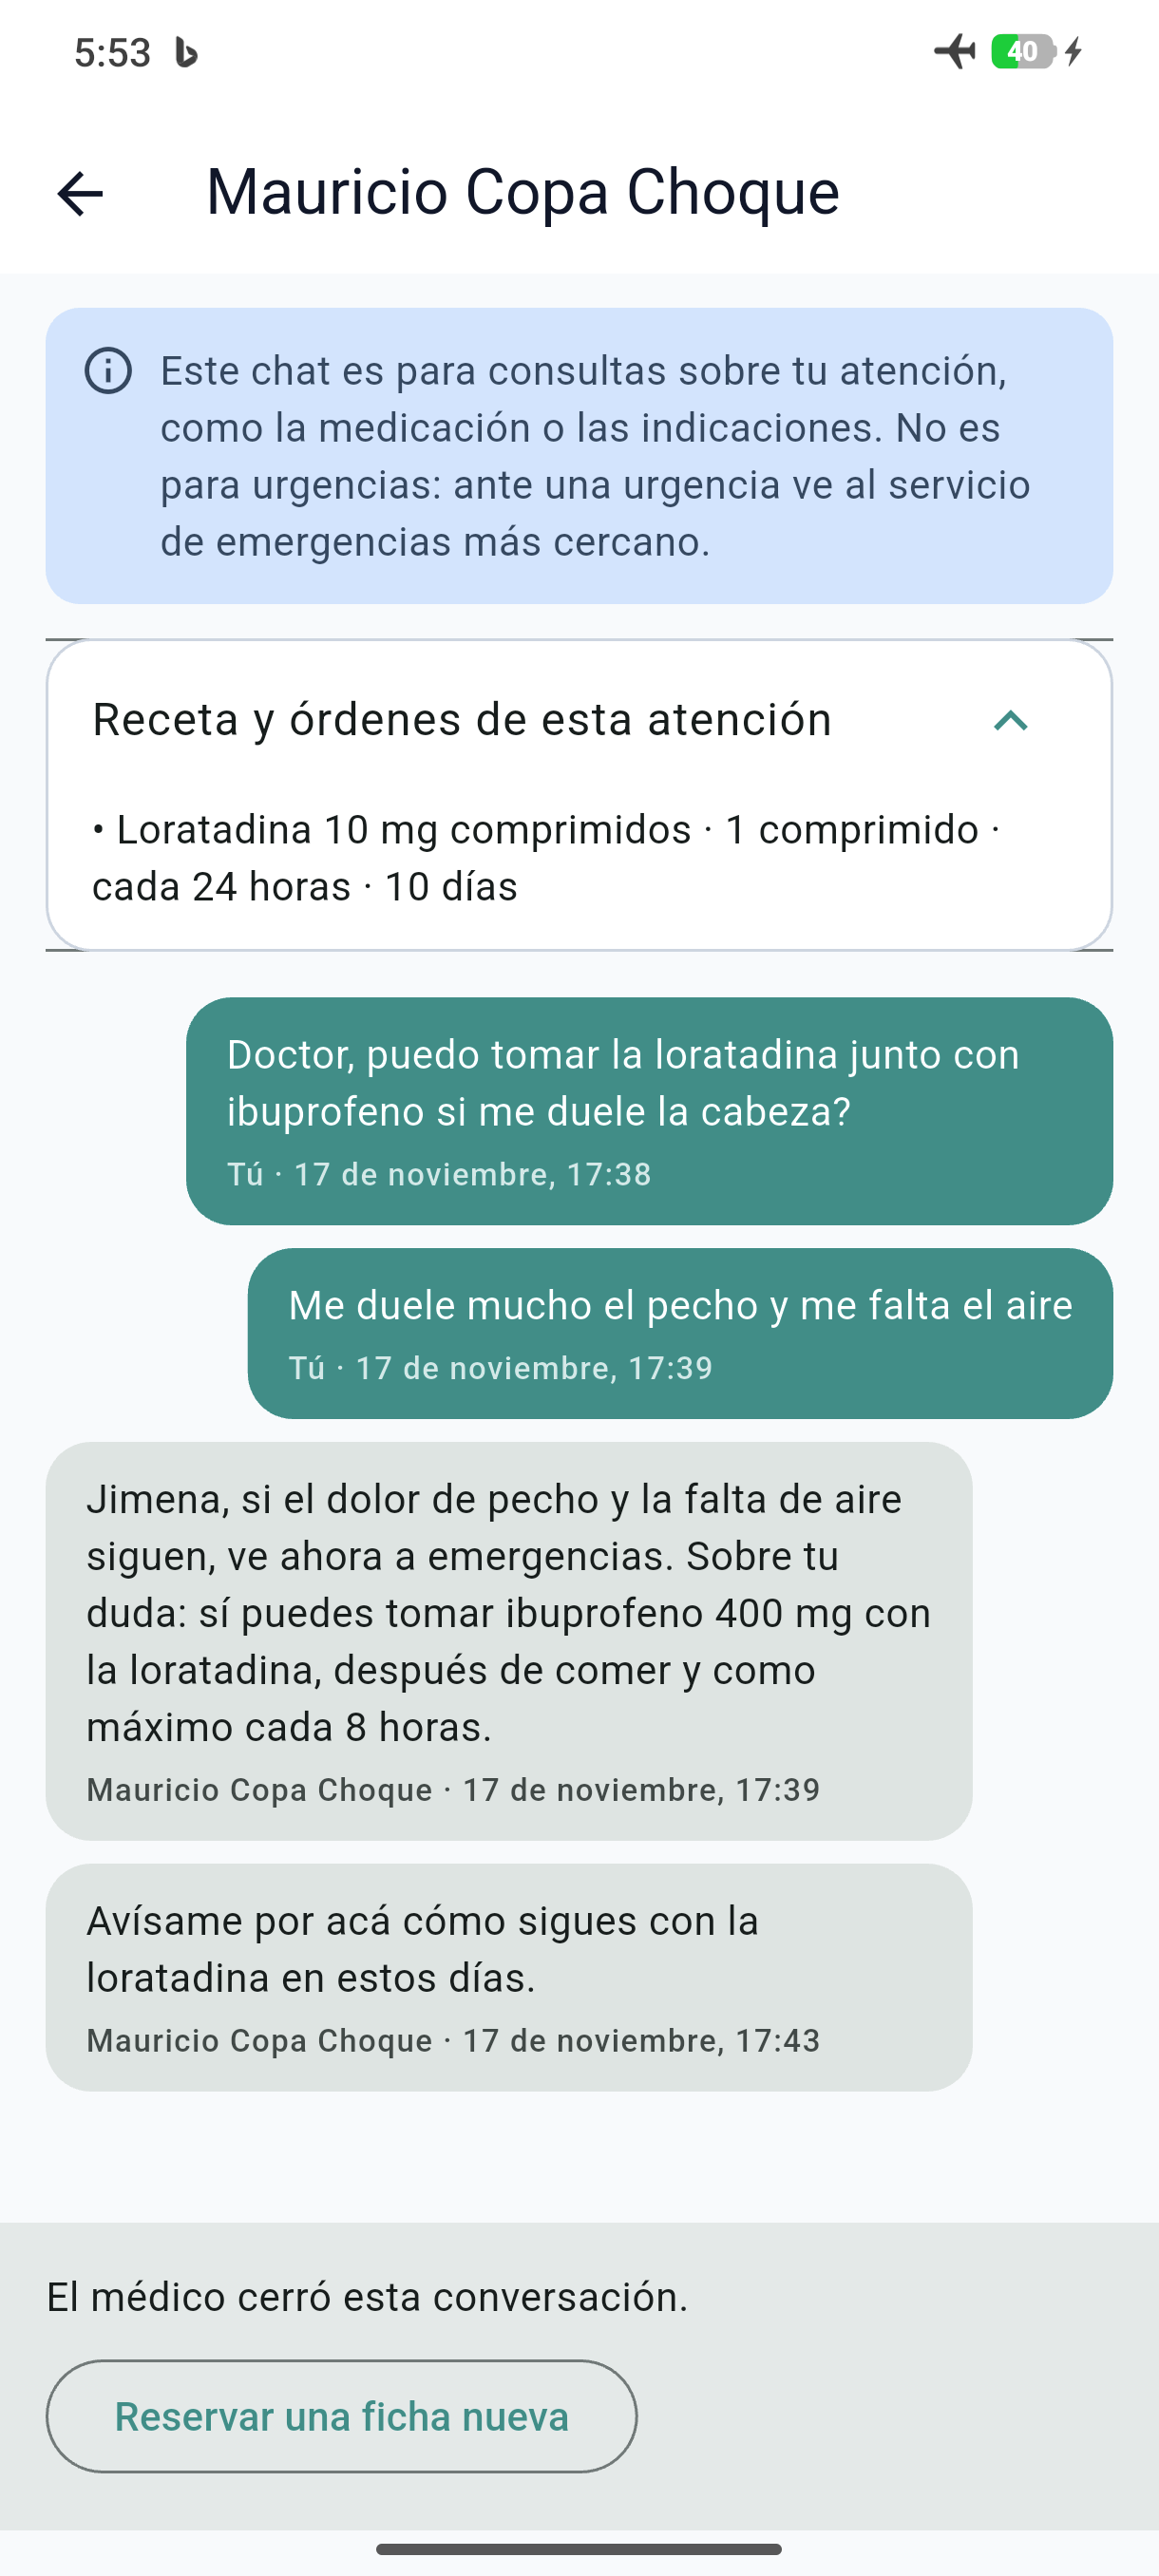 5:53
40
Mauricio Copa Choque
Este chat es para consultas sobre tu atención,
como la medicación o las indicaciones. No es
para urgencias: ante una urgencia ve al servicio
de emergencias más cercano.
Receta y órdenes de esta atención
• Loratadina 10 mg comprimidos · 1 comprimido ·
cada 24 horas · 10 días
Doctor, puedo tomar la loratadina junto con
ibuprofeno si me duele la cabeza?
Tú · 17 de noviembre, 17:38
Me duele mucho el pecho y me falta el aire
Tú · 17 de noviembre, 17:39
Jimena, si el dolor de pecho y la falta de aire
siguen, ve ahora a emergencias. Sobre tu
duda: sí puedes tomar ibuprofeno 400 mg con
la loratadina, después de comer y como
máximo cada 8 horas.
Mauricio Copa Choque · 17 de noviembre, 17:39
Avísame por acá cómo sigues con la
loratadina en estos días.
Mauricio Copa Choque · 17 de noviembre, 17:43
El médico cerró esta conversación.
Reservar una ficha nueva